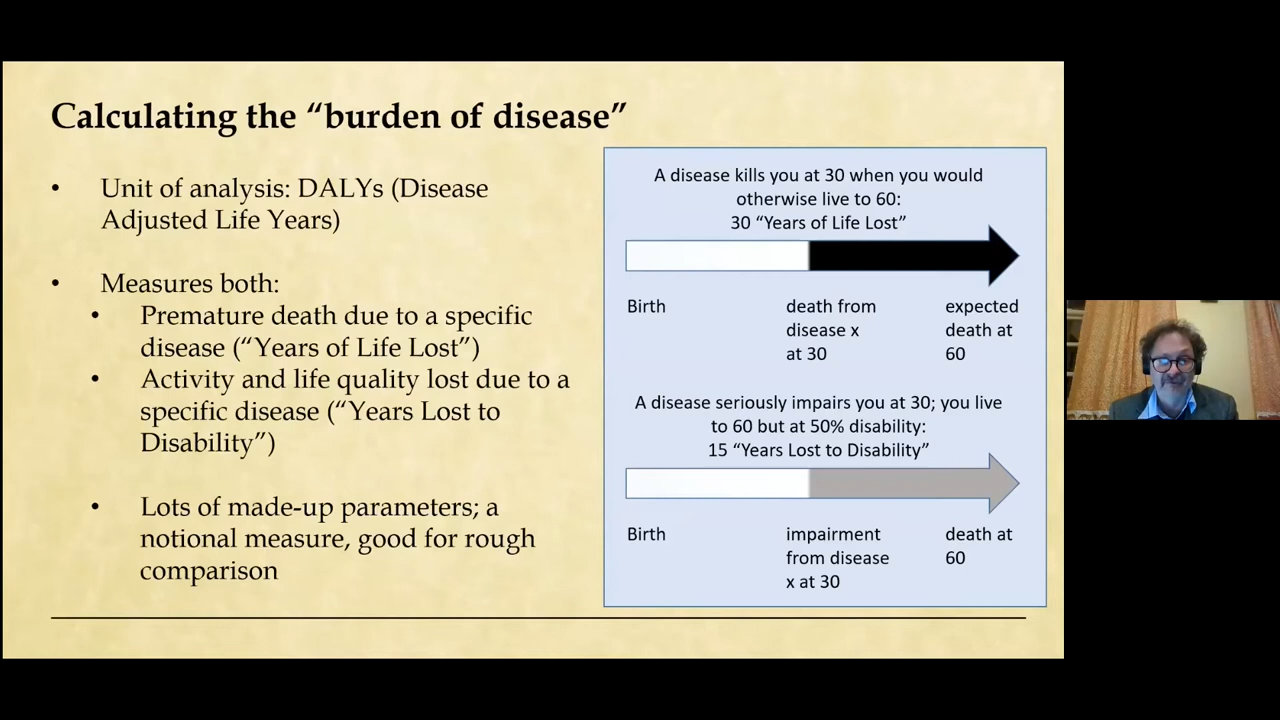 Calculating the “burden of disease”
• Unit of analysis: DALYs (Disease
Adjusted Life Years)
• Measures both:
• Premature death due to a specific
disease (“Years of Life Lost”)
• Activity and life quality lost due to a
specific disease (“Years Lost to
Disability”)
• Lots of made-up parameters; a
notional measure, good for rough
comparison
A disease kills you at 30 when you would
otherwise live to 60:
30 “Years of Life Lost”
Birth
death from
disease x
at 30
expected
death at
60
A disease seriously impairs you at 30; you live
to 60 but at 50% disability:
15 “Years Lost to Disability”
Birth
impairment
from disease
x at 30
death at
60